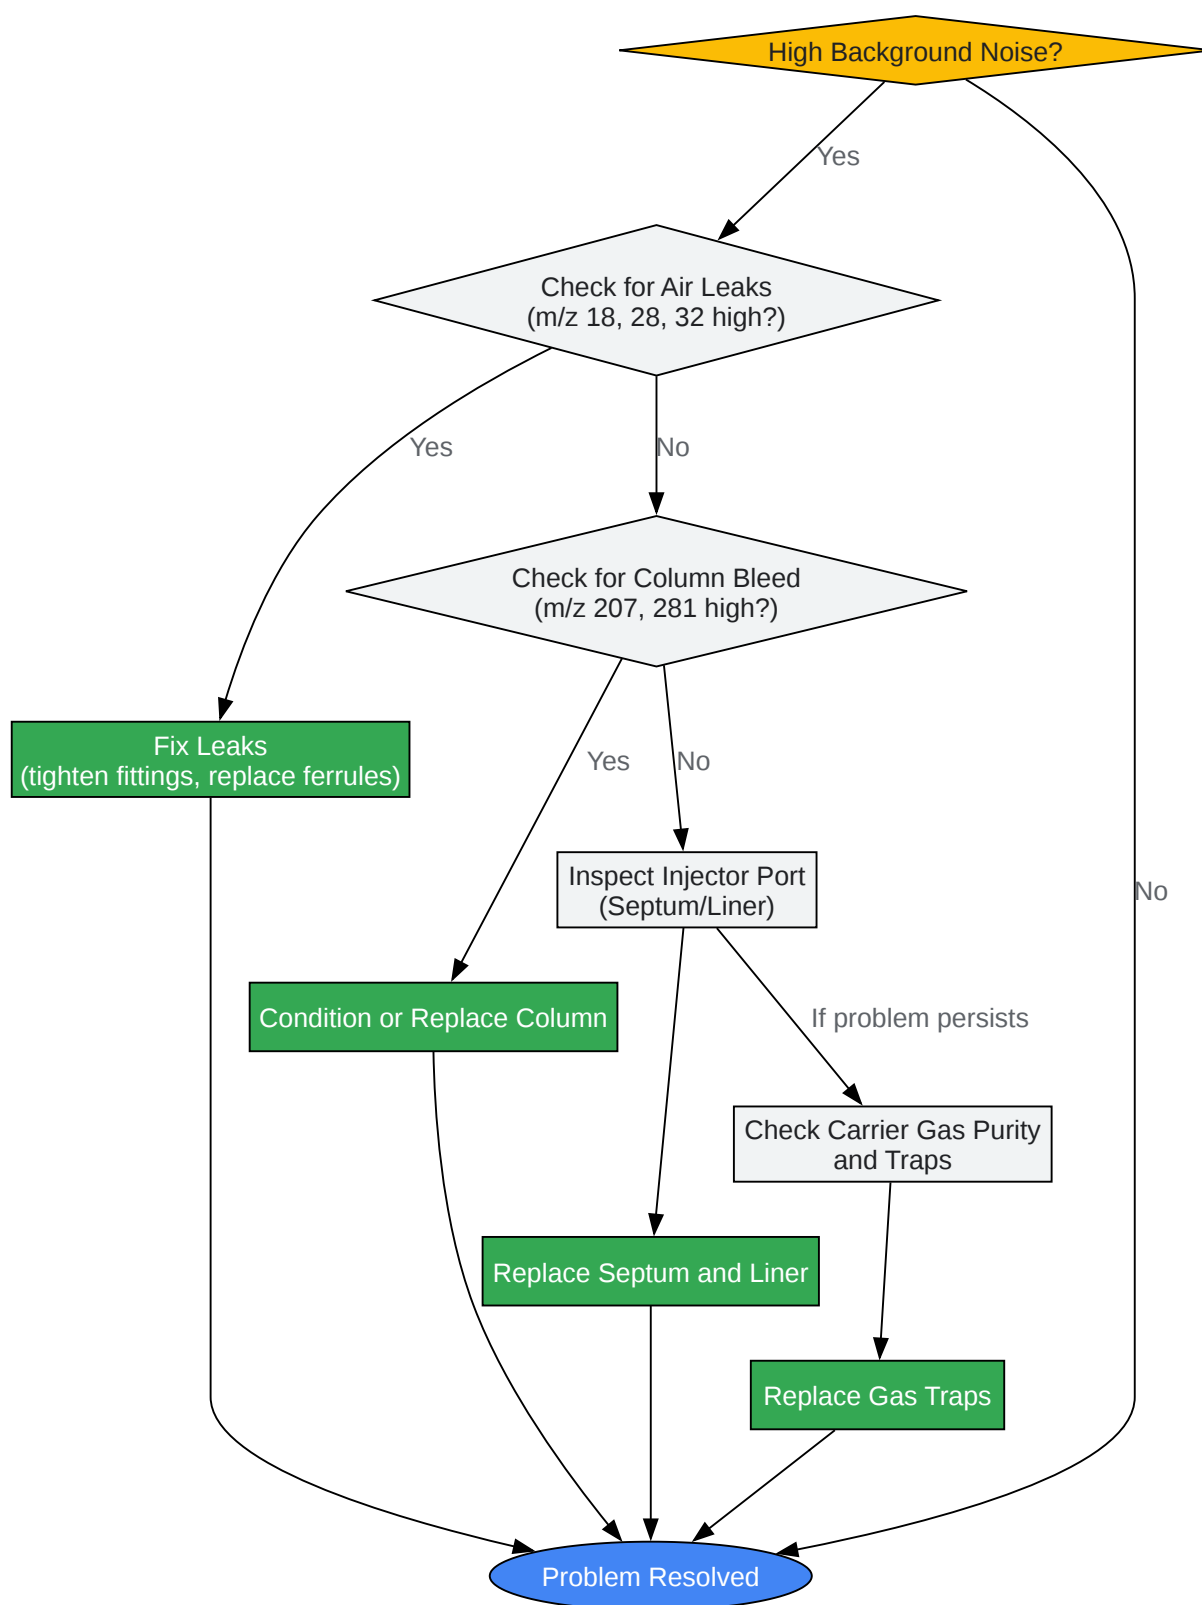 High Background Noise?
Yes
Check for Air Leaks
(m/z 18, 28, 32 high?)
Yes
No
Check for Column Bleed
(m/z 207, 281 high?)
Fix Leaks
(tighten fittings, replace ferrules)
Yes
No
Inspect Injector Port
(Septum/Liner)
No
Condition or Replace Column
If problem persists
Check Carrier Gas Purity
and Traps
Replace Septum and Liner
Replace Gas Traps
Problem Resolved